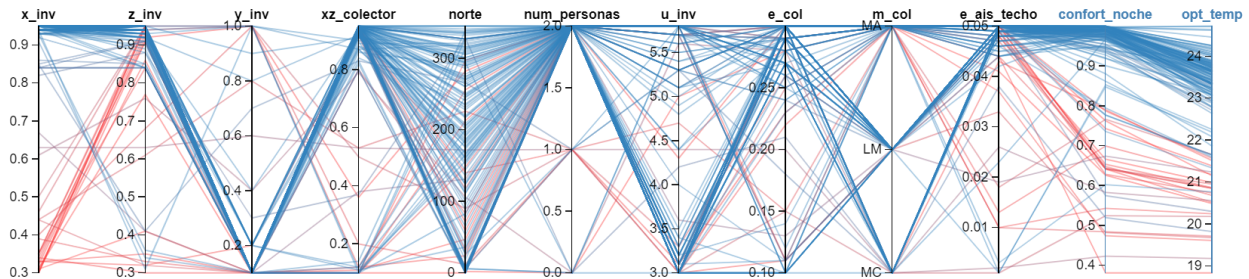 x_inv z_inv y_inv xz_colector norte num_personas u_inv e_col m_col e_ais_techo confort_noche opt_temp
0.9 0.9 1.0 2.0 MA 0.05
0.8 0.8 0.8 0.8 300 5.5 0.25 0.04 0.9 24
0.7 0.7 0.6 0.6 200 1.5 5.0 0.20 LM 0.03 0.8 23
0.6 0.6 1.0 4.5 0.7 22
0.5 0.5 0.4 0.4 100 0.5 4.0 0.15 0.02 0.6 21
0.4 0.4 0.2 0.2 3.5 0.01 0.5 20
0.3 0.3 0 0.0 3.0 0.10 MC 0.4 19